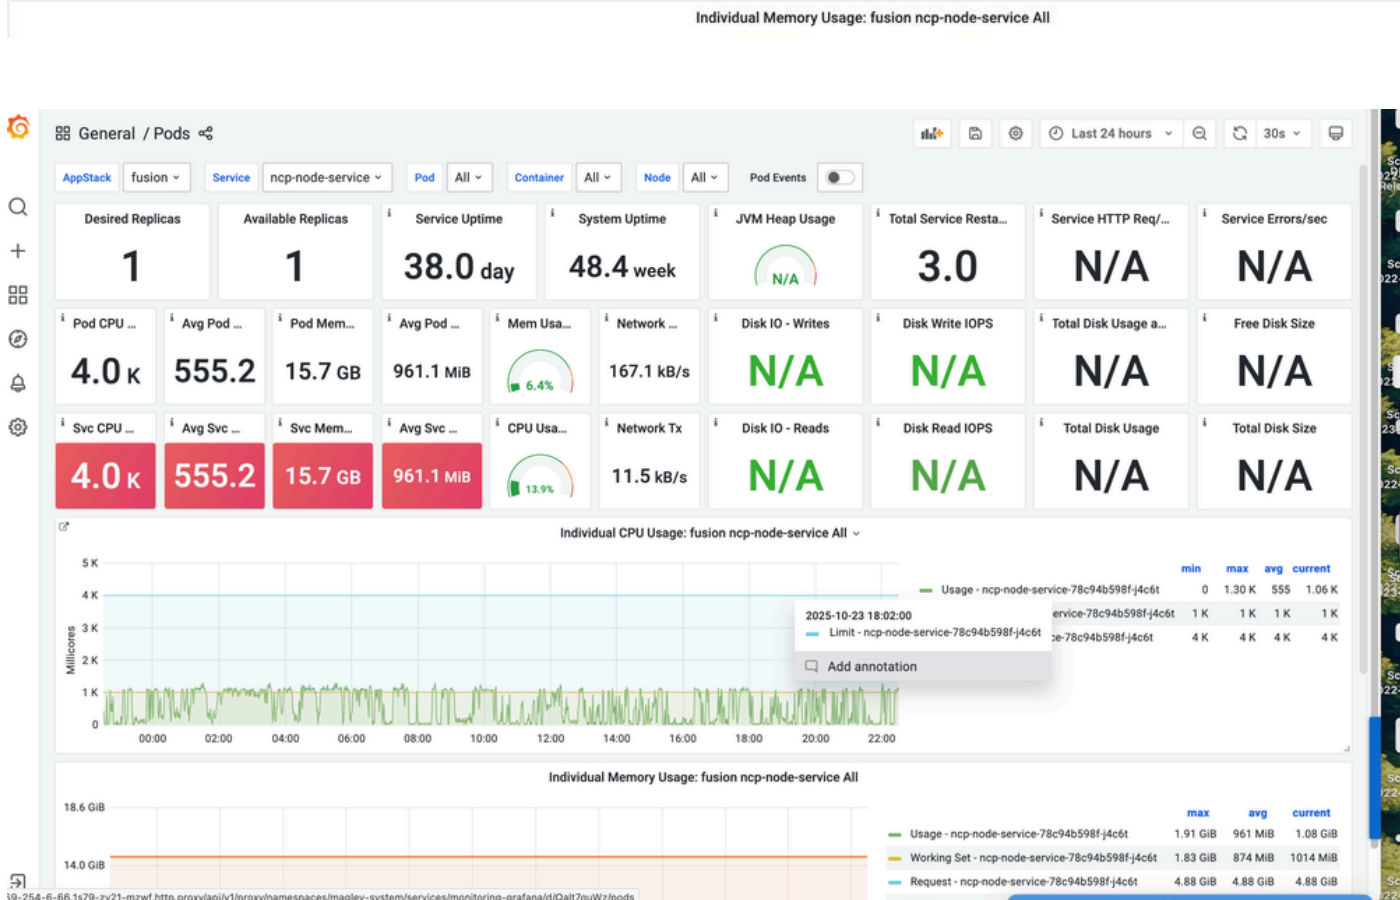 Individual Memory Usage: fusion ncp-node-service All
General / Pods
Last 24 hours
30s
AppStack fusion Service ncp-node-service Pod All Container All Node All Pod Events
Desired Replicas Available Replicas Service Uptime System Uptime JVM Heap Usage Total Service Resta... Service HTTP Req/... Service Errors/sec
1 1 38.0 day 48.4 week N/A 3.0 N/A N/A
Pod CPU ... Avg Pod ... Pod Mem... Avg Pod ... Mem Usa... Network ... Disk IO - Writes Disk Write IOPS Total Disk Usage a... Free Disk Size
4.0 K 555.2 15.7 GB 961.1 MiB 6.4% 167.1 kB/s N/A N/A N/A N/A
Svc CPU ... Avg Svc ... Svc Mem... Avg Svc ... CPU Usa... Network Tx Disk IO - Reads Disk Read IOPS Total Disk Usage Total Disk Size
4.0 K 555.2 15.7 GB 961.1 MiB 13.9% 11.5 kB/s N/A N/A N/A N/A
Individual CPU Usage: fusion ncp-node-service All
Millicores
5 K
4 K
3 K
2 K
1 K
0
00:00 02:00 04:00 06:00 08:00 10:00 12:00 14:00 16:00 18:00 20:00 22:00
min max avg current
Usage - ncp-node-service-78c94b598f-j4c6t 0 1.30 K 555 1.06 K
ervice-78c94b598f-j4c6t 1 K 1 K 1 K 1 K
ce-78c94b598f-j4c6t 4 K 4 K 4 K 4 K
2025-10-23 18:02:00
Limit - ncp-node-service-78c94b598f-j4c6t
Add annotation
Individual Memory Usage: fusion ncp-node-service All
18.6 GiB
14.0 GiB
max avg current
Usage - ncp-node-service-78c94b598f-j4c6t 1.91 GiB 961 MiB 1.08 GiB
Working Set - ncp-node-service-78c94b598f-j4c6t 1.83 GiB 874 MiB 1014 MiB
Request - ncp-node-service-78c94b598f-j4c6t 4.88 GiB 4.88 GiB 4.88 GiB